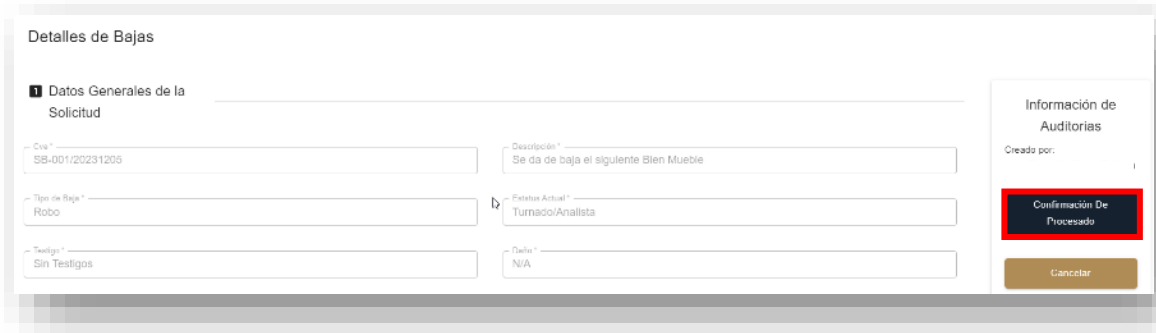 Detalles de Bajas
1 Datos Generales de la
Solicitud
Cve *
SB-001/20231205
Descripción *
Se da de baja el siguiente Bien Mueble
Tipo de Baja *
Robo
Estatus Actual *
Turnado/Analista
Testigo *
Sin Testigos
Daño *
N/A
Información de
Auditorias
Creado por:
Confirmación De
Procesado
Cancelar